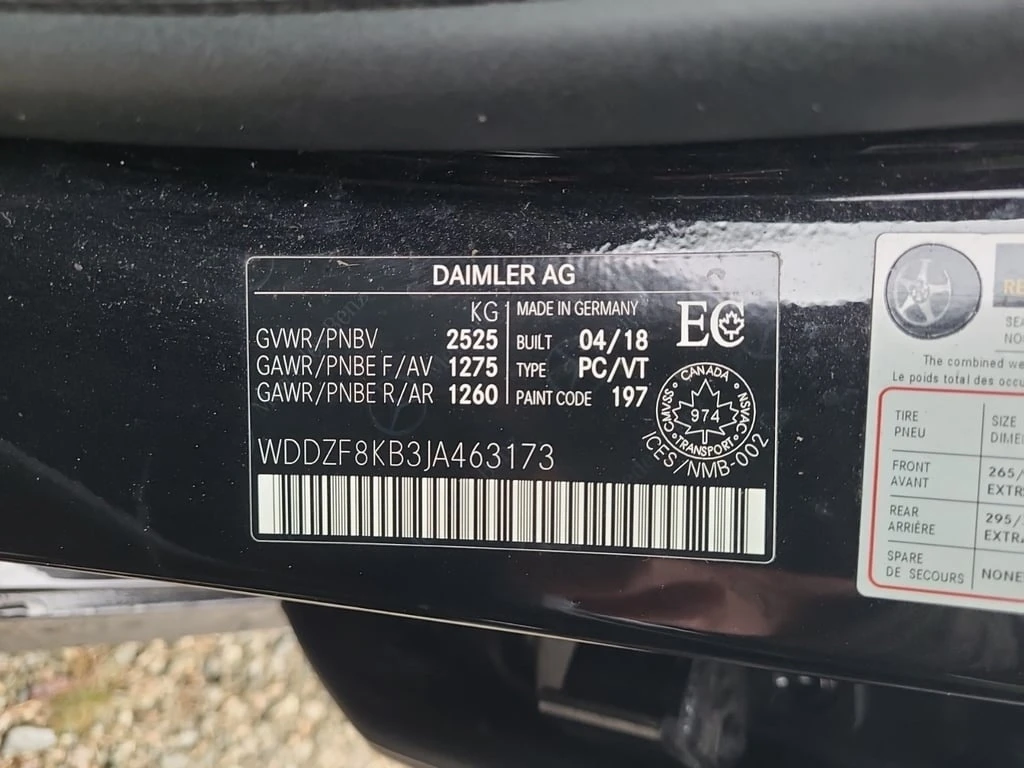 DAIMLER AG
KG
GVWR/PNBV 2525
GAWR/PNBE F/AV 1275
GAWR/PNBE R/AR 1260
MADE IN GERMANY
BUILT 04/18
TYPE PC/VT
PAINT CODE 197
EC
CANADA
CMVSS 974 NSVAC
TRANSPORT
ICES/NMB-002
WDDZF8KB3JA463173
The combined
Le poids total des
TIRE
PNEU
SIZE
FRONT
AVANT
265/
REAR
ARRIÈRE
295/
SPARE
DE SECOURS
NONE